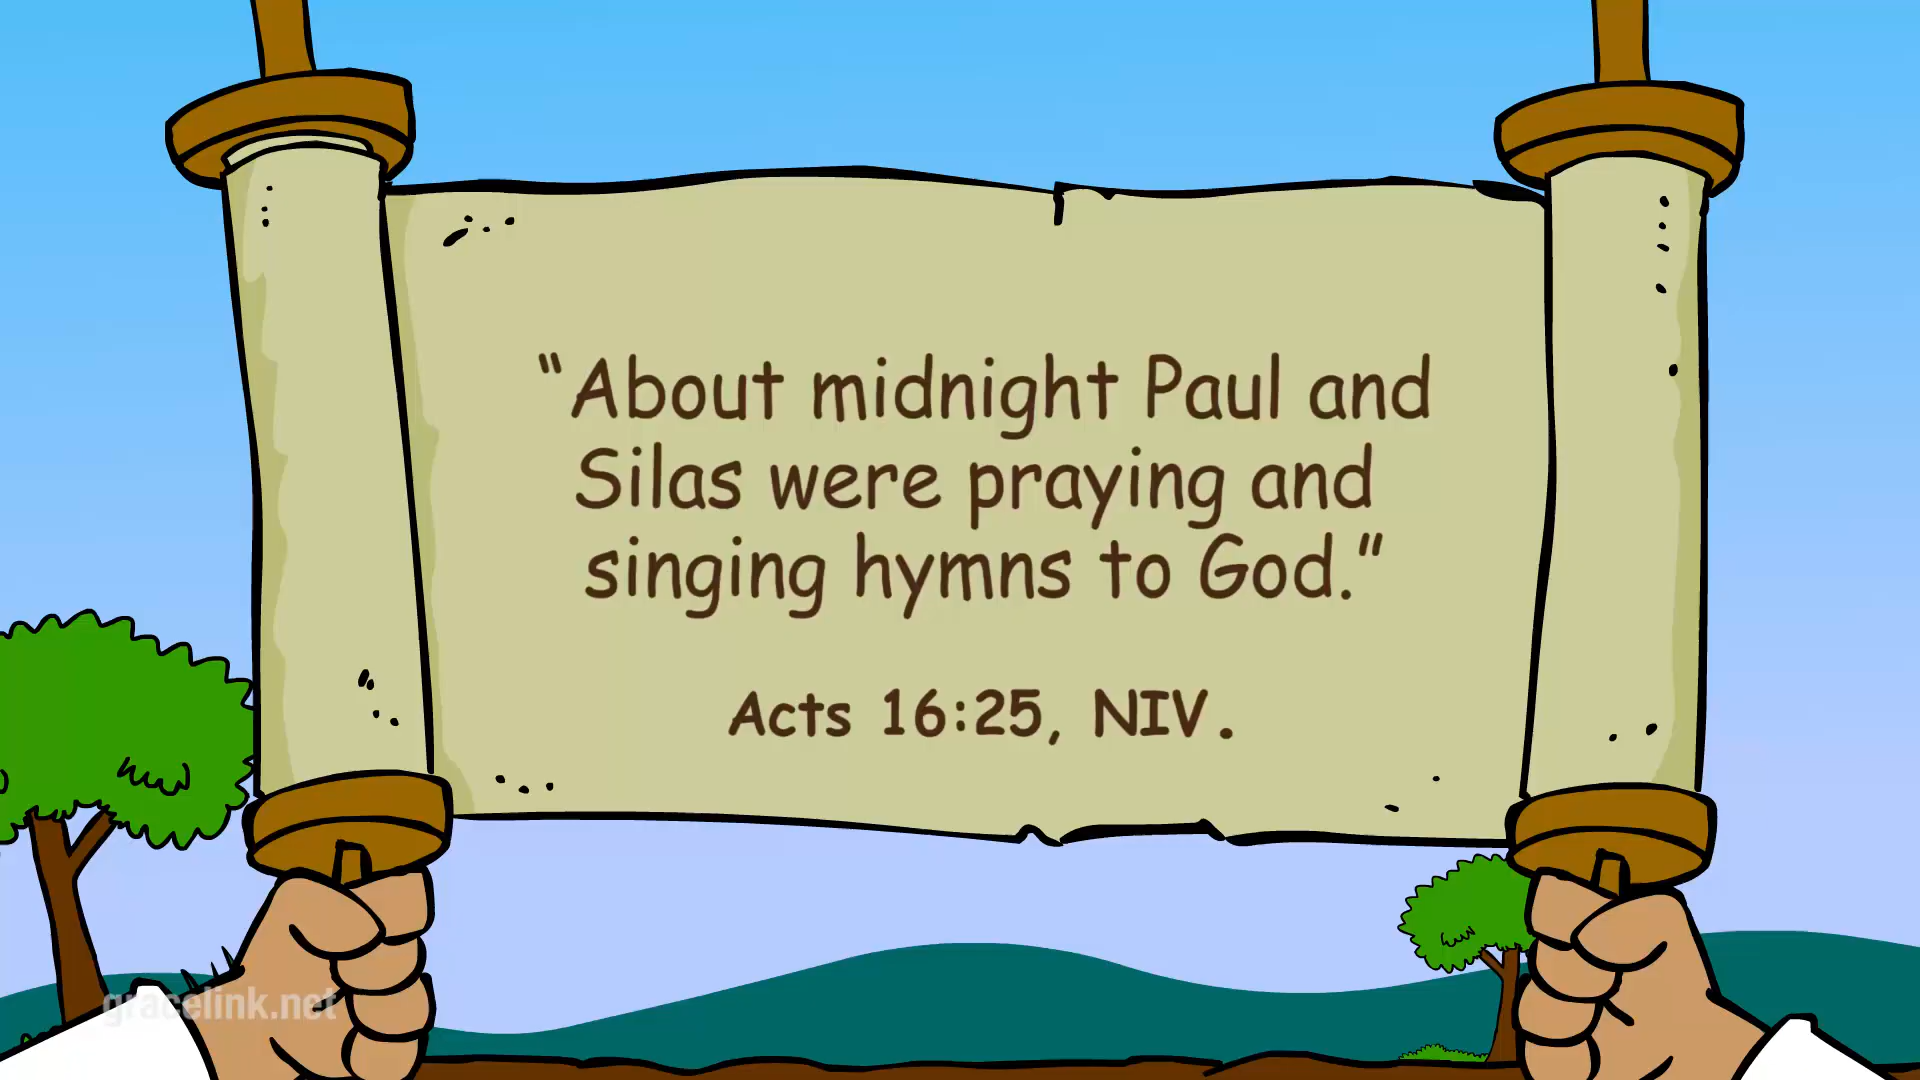 “About midnight Paul and
Silas were praying and
singing hymns to God.”
Acts 16:25, NIV.
gracelink.net